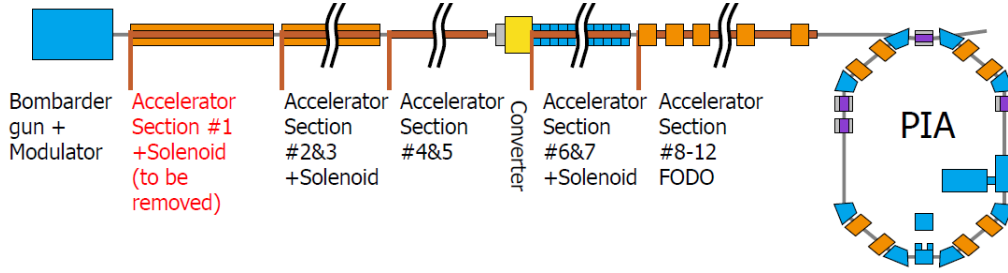 Bombarder
gun +
Modulator
Accelerator
Section #1
+Solenoid
(to be
removed)
Accelerator
Section
#2&3
+Solenoid
Accelerator
Section
#4&5
Converter
Accelerator
Section
#6&7
+Solenoid
Accelerator
Section
#8-12
FODO
PIA